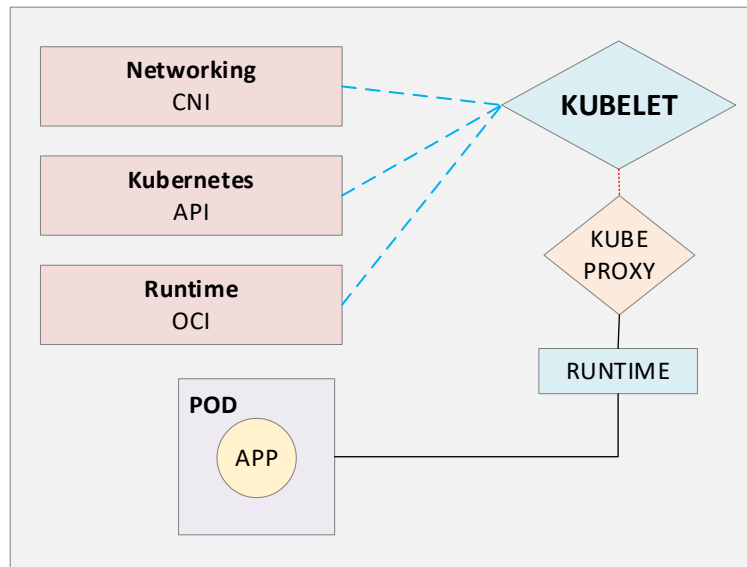 Networking
CNI
KUBELET
Kubernetes
API
KUBE
PROXY
Runtime
OCI
RUNTIME
POD
APP